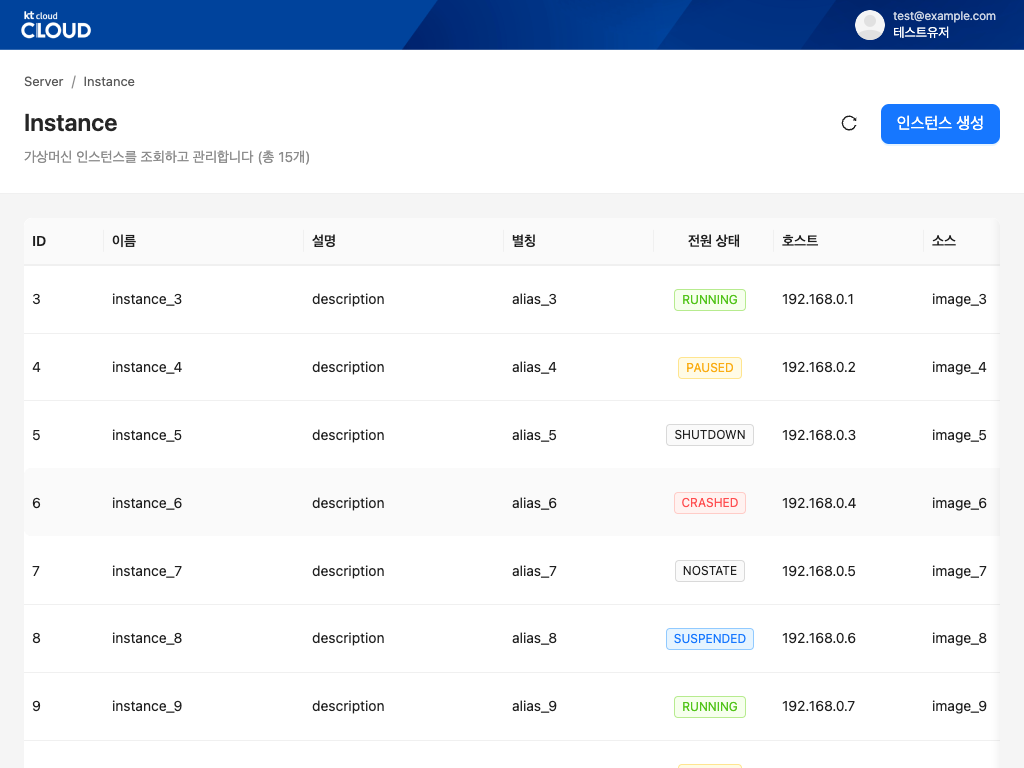 kt cloud
CLOUD
test@example.com
테스트유저
Server / Instance
Instance
인스턴스 생성
가상머신 인스턴스를 조회하고 관리합니다 (총 15개)
ID 이름 설명 별칭 전원 상태 호스트 소스
3 instance_3 description alias_3 RUNNING 192.168.0.1 image_3
4 instance_4 description alias_4 PAUSED 192.168.0.2 image_4
5 instance_5 description alias_5 SHUTDOWN 192.168.0.3 image_5
6 instance_6 description alias_6 CRASHED 192.168.0.4 image_6
7 instance_7 description alias_7 NOSTATE 192.168.0.5 image_7
8 instance_8 description alias_8 SUSPENDED 192.168.0.6 image_8
9 instance_9 description alias_9 RUNNING 192.168.0.7 image_9